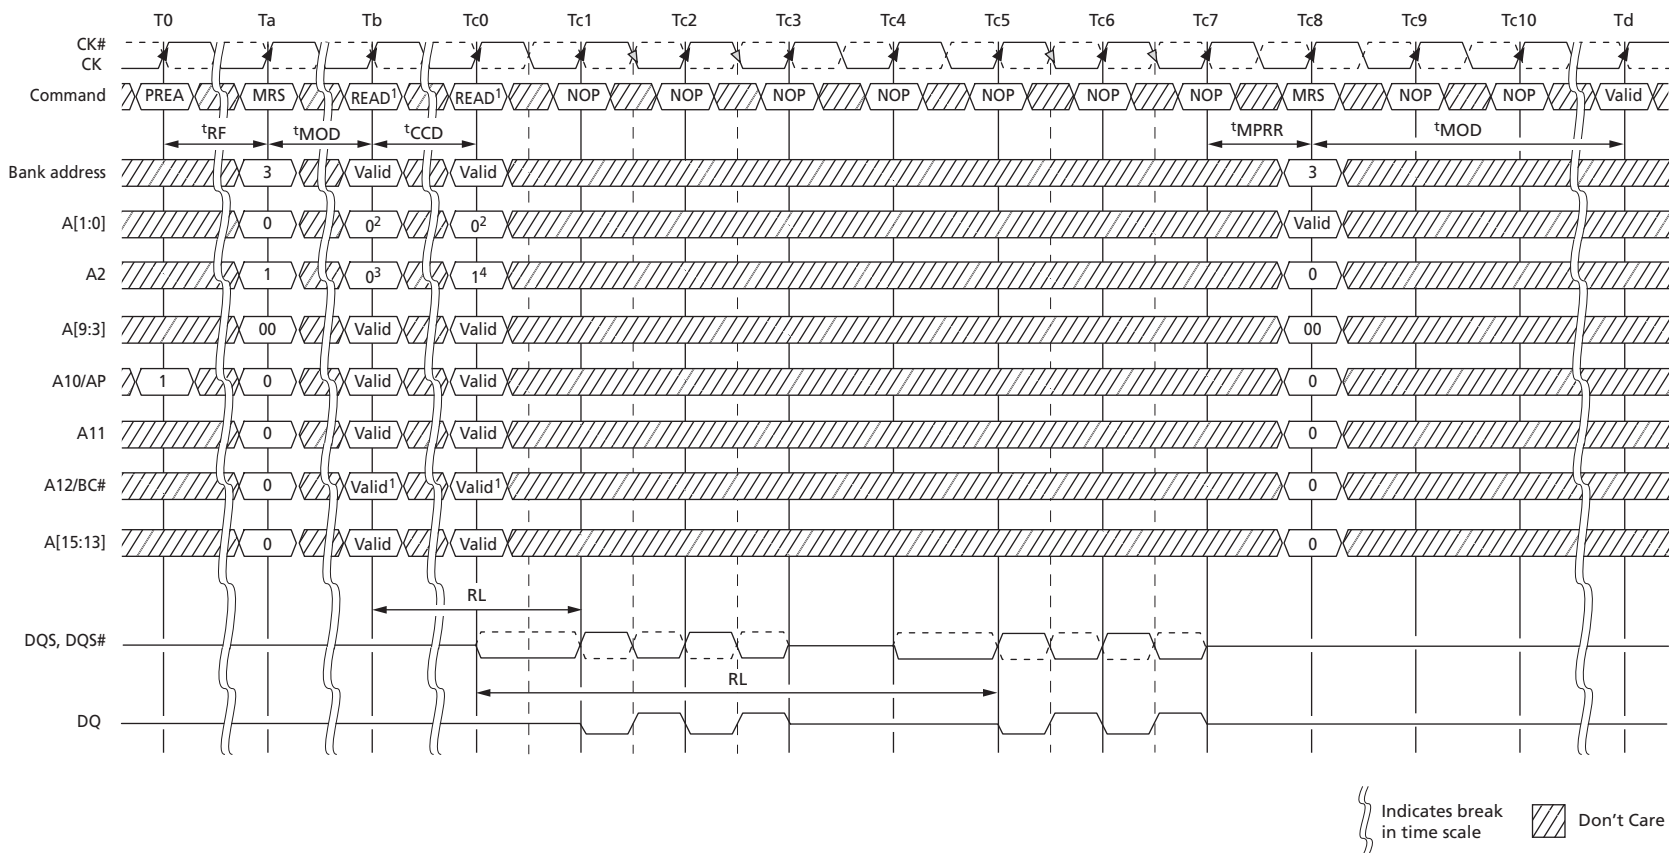 T0 Ta Tb Tc0 Tc1 Tc2 Tc3 Tc4 Tc5 Tc6 Tc7 Tc8 Tc9 Tc10 Td
CK#
CK
Command PREA MRS READ1 READ1 NOP NOP NOP NOP NOP NOP NOP MRS NOP NOP Valid
tRF tMOD tCCD tMPRR tMOD
Bank address 3 Valid Valid 3
A[1:0] 02 02 Valid
A2 1 03 14 0
A[9:3] 00 Valid Valid 00
A10/AP 1 0 Valid Valid 0
A11 0 Valid Valid 0
A12/BC# 0 Valid1 Valid1 0
A[15:13] 0 Valid Valid 0
RL
DQS, DQS#
RL
DQ
Indicates break
in time scale
Don't Care